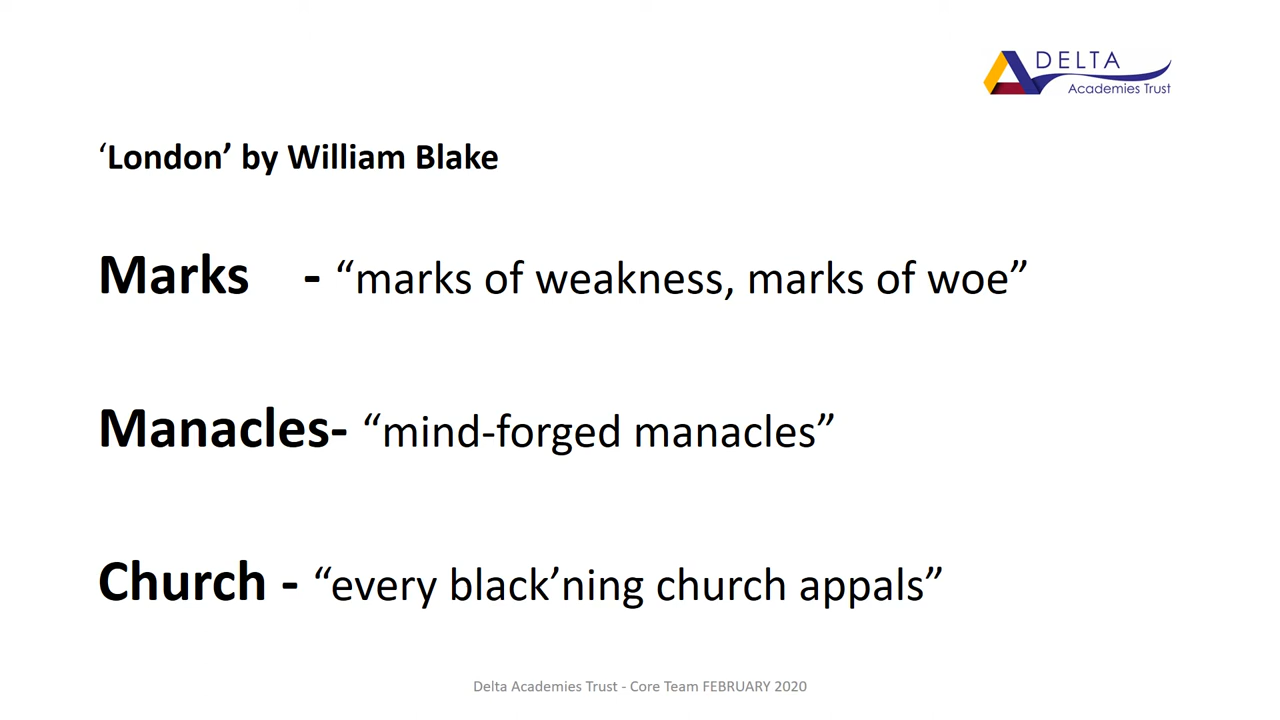 DELTA
Academies Trust
‘London’ by William Blake
Marks - “marks of weakness, marks of woe”
Manacles- “mind-forged manacles”
Church - “every black’ning church appals”
Delta Academies Trust - Core Team FEBRUARY 2020